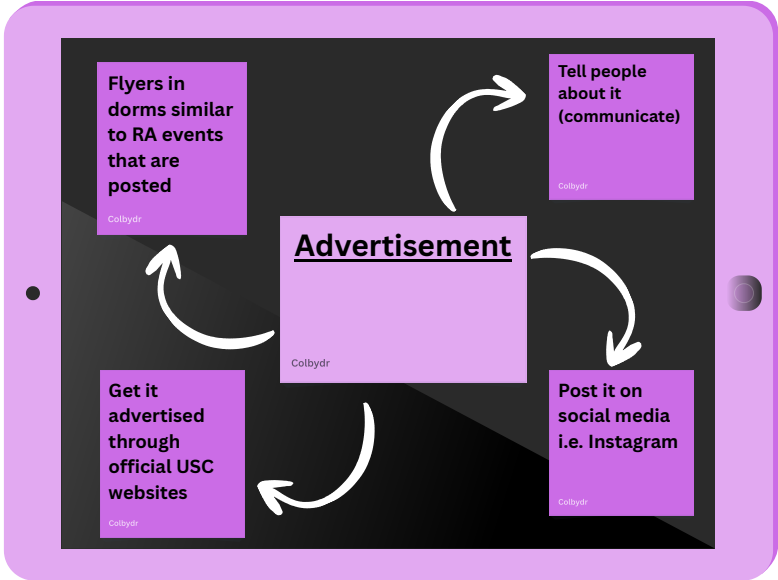 Flyers in
dorms similar
to RA events
that are
posted
Colbydr
Tell people
about it
(communicate)
Colbydr
Advertisement
Colbydr
Get it
advertised
through
official USC
websites
Colbydr
Post it on
social media
i.e. Instagram
Colbydr